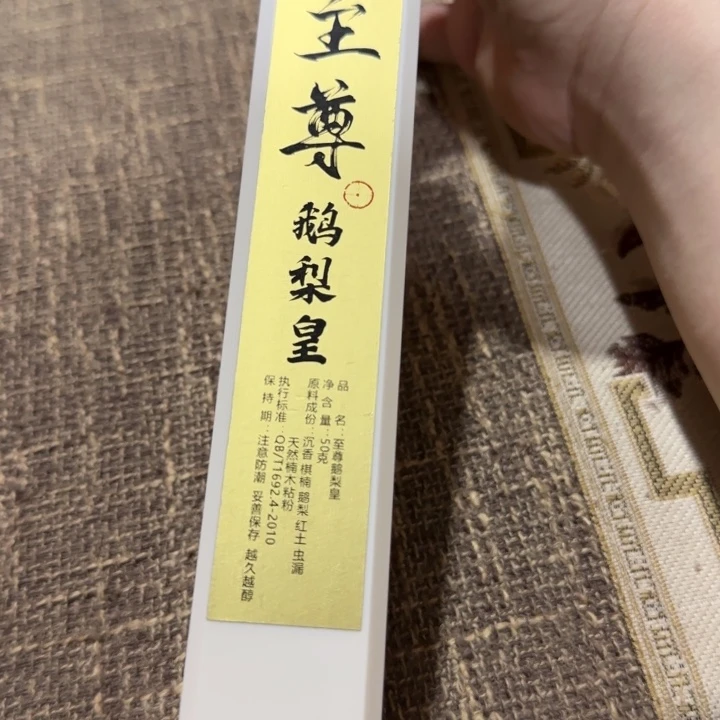 至尊
鹅梨皇
品名：至尊鹅梨皇
净含量：50克
原料成份：沉香 棋楠 鹅梨 红土 虫漏
天然楠木粘粉
执行标准：QB/T1692.4-2010
保持期：注意防潮 妥善保存 越久越醇